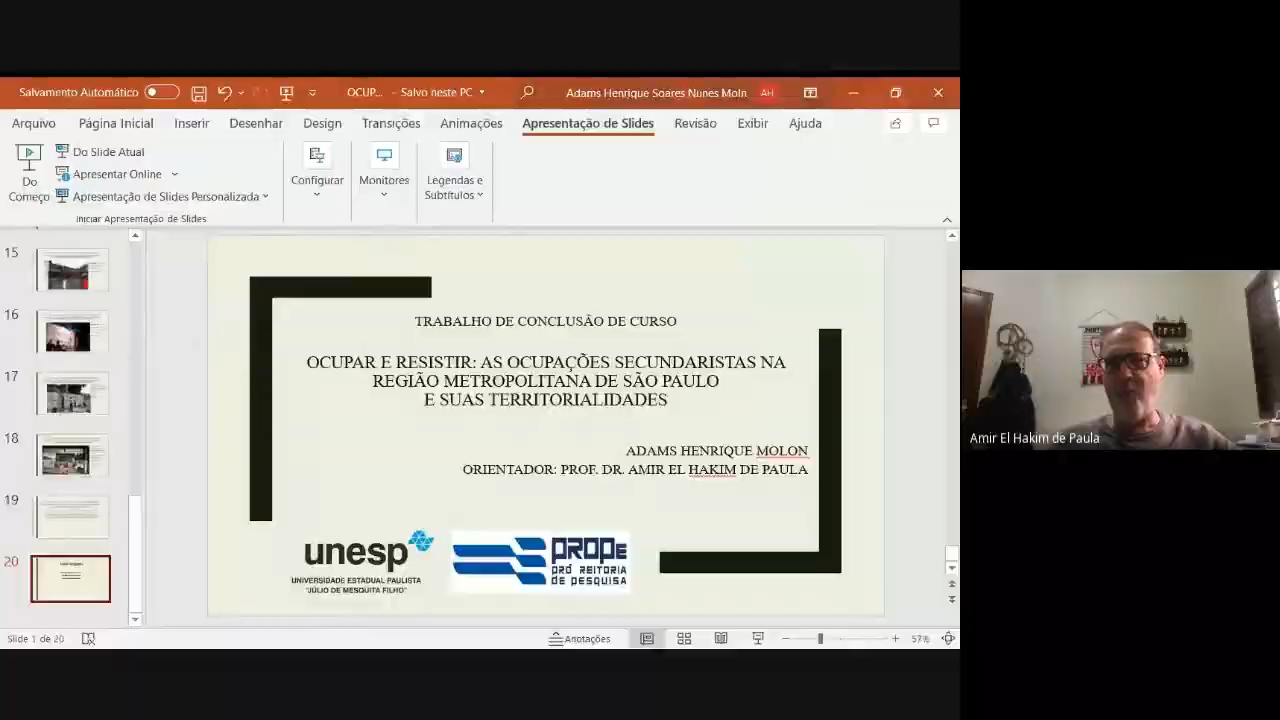 Salvamento Automático
OCUP... – Salvo neste PC
Adams Henrique Soares Nunes Moln
AH
Arquivo
Página Inicial
Inserir
Desenhar
Design
Transições
Animações
Apresentação de Slides
Revisão
Exibir
Ajuda
Do Começo
Do Slide Atual
Apresentar Online
Apresentação de Slides Personalizada
Iniciar Apresentação de Slides
Configurar
Monitores
Legendas e
Subtítulos
15
16
17
18
19
20
TRABALHO DE CONCLUSÃO DE CURSO
OCUPAR E RESISTIR: AS OCUPAÇÕES SECUNDARISTAS NA
REGIÃO METROPOLITANA DE SÃO PAULO
E SUAS TERRITORIALIDADES
ADAMS HENRIQUE MOLON
ORIENTADOR: PROF. DR. AMIR EL HAKIM DE PAULA
unesp
UNIVERSIDADE ESTADUAL PAULISTA
"JÚLIO DE MESQUITA FILHO"
PROPe
PRÓ REITORIA
DE PESQUISA
Amir El Hakim de Paula
Slide 1 de 20
Anotações
57%